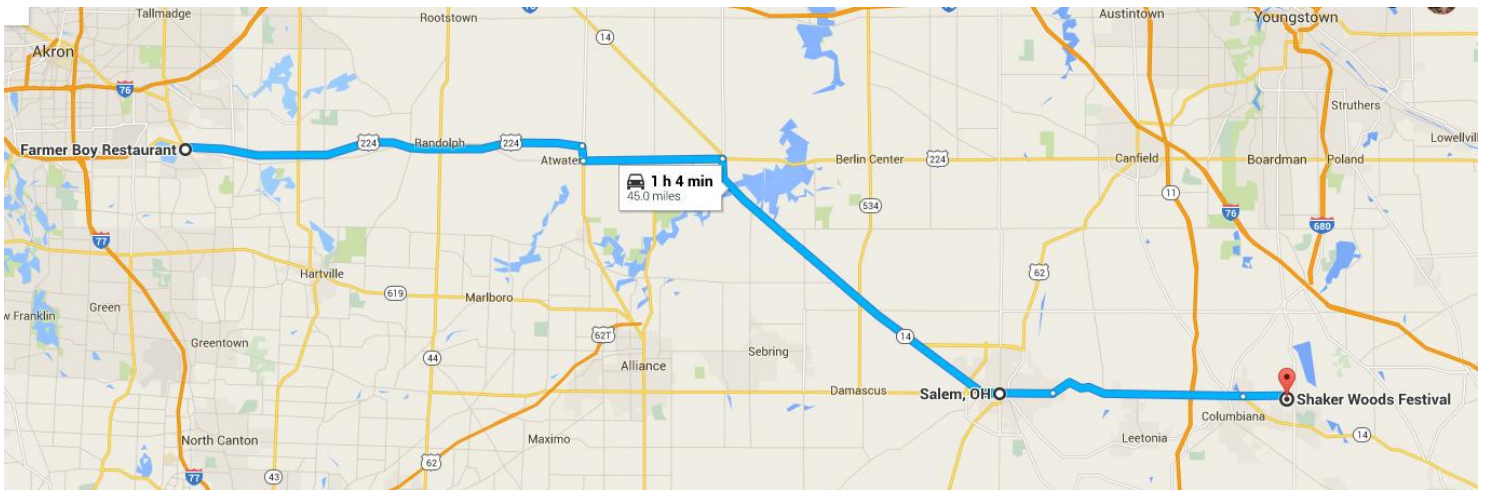 Tallmadge
Rootstown
Austintown
Youngstown
14
Akron
76
Struthers
Lowellvil
Farmer Boy Restaurant
224
Randolph
224
Atwater
Berlin Center
224
Canfield
Boardman
Poland
1 h 4 min
45.0 miles
11
534
76
680
77
62
Hartville
619
Marlboro
Green
w Franklin
Greentown
62T
14
44
Alliance
Sebring
Damascus
Salem, OH
Shaker Woods Festival
Columbiana
North Canton
Maximo
Leetonia
14
62
77
43